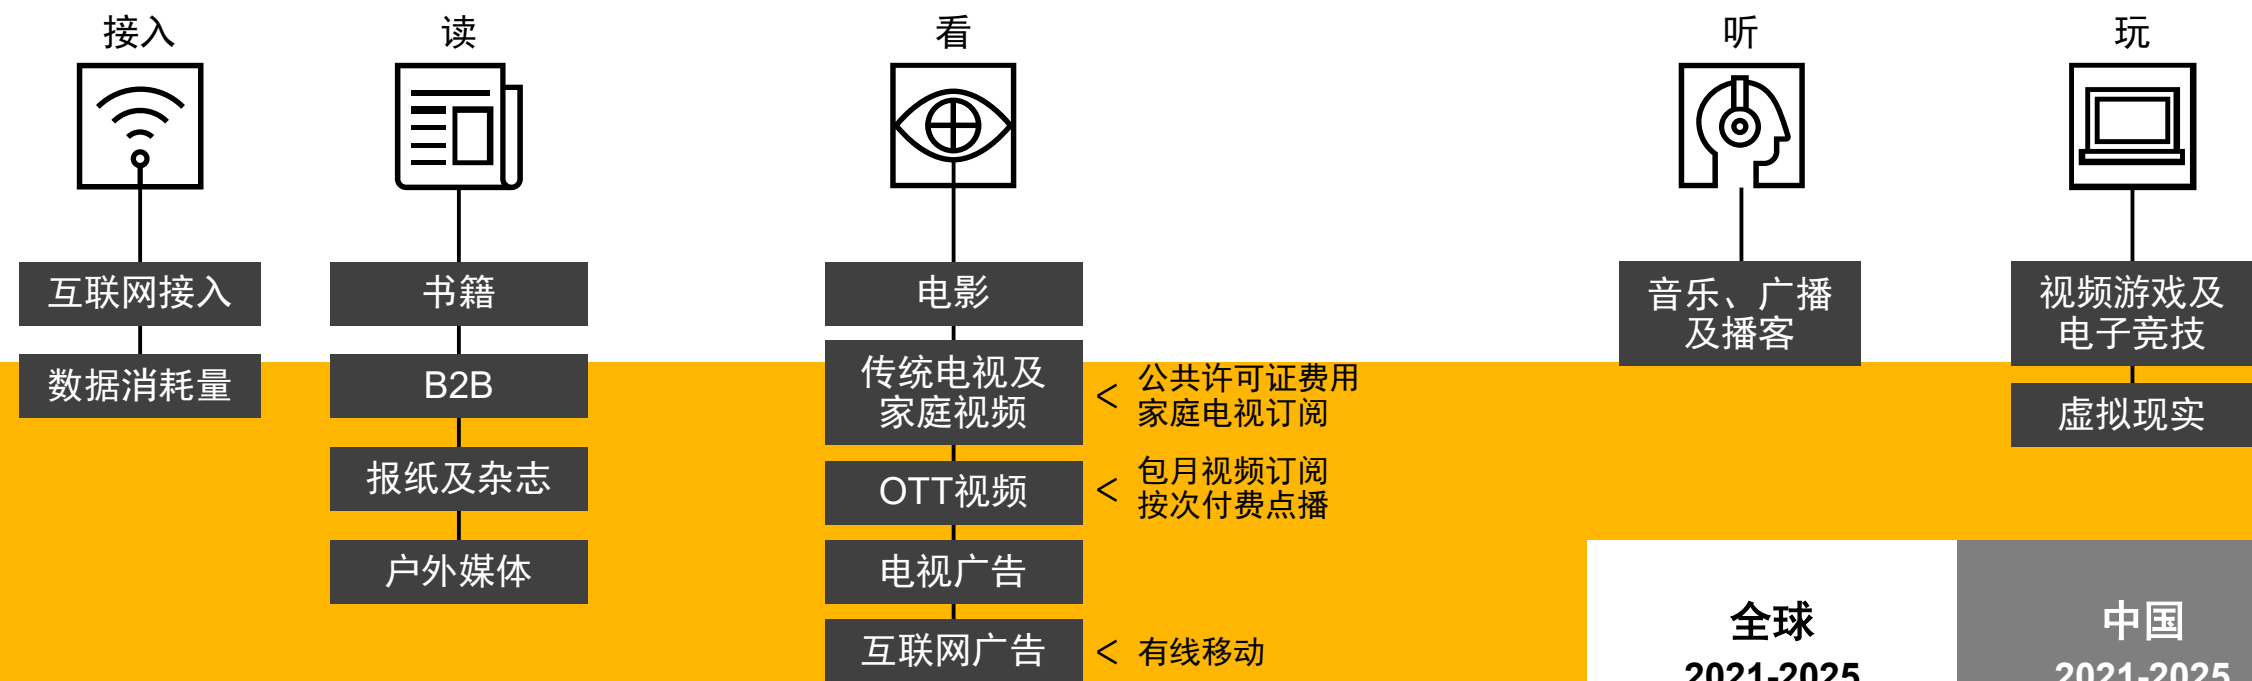 接入
读
看
听
玩
互联网接入
数据消耗量
书籍
B2B
报纸及杂志
户外媒体
电影
传统电视及
家庭视频
< 公共许可证费用
家庭电视订阅
OTT视频
< 包月视频订阅
按次付费点播
电视广告
互联网广告
< 有线移动
音乐、广播
及播客
视频游戏及
电子竞技
虚拟现实
全球
2021-2025
中国
2021-2025